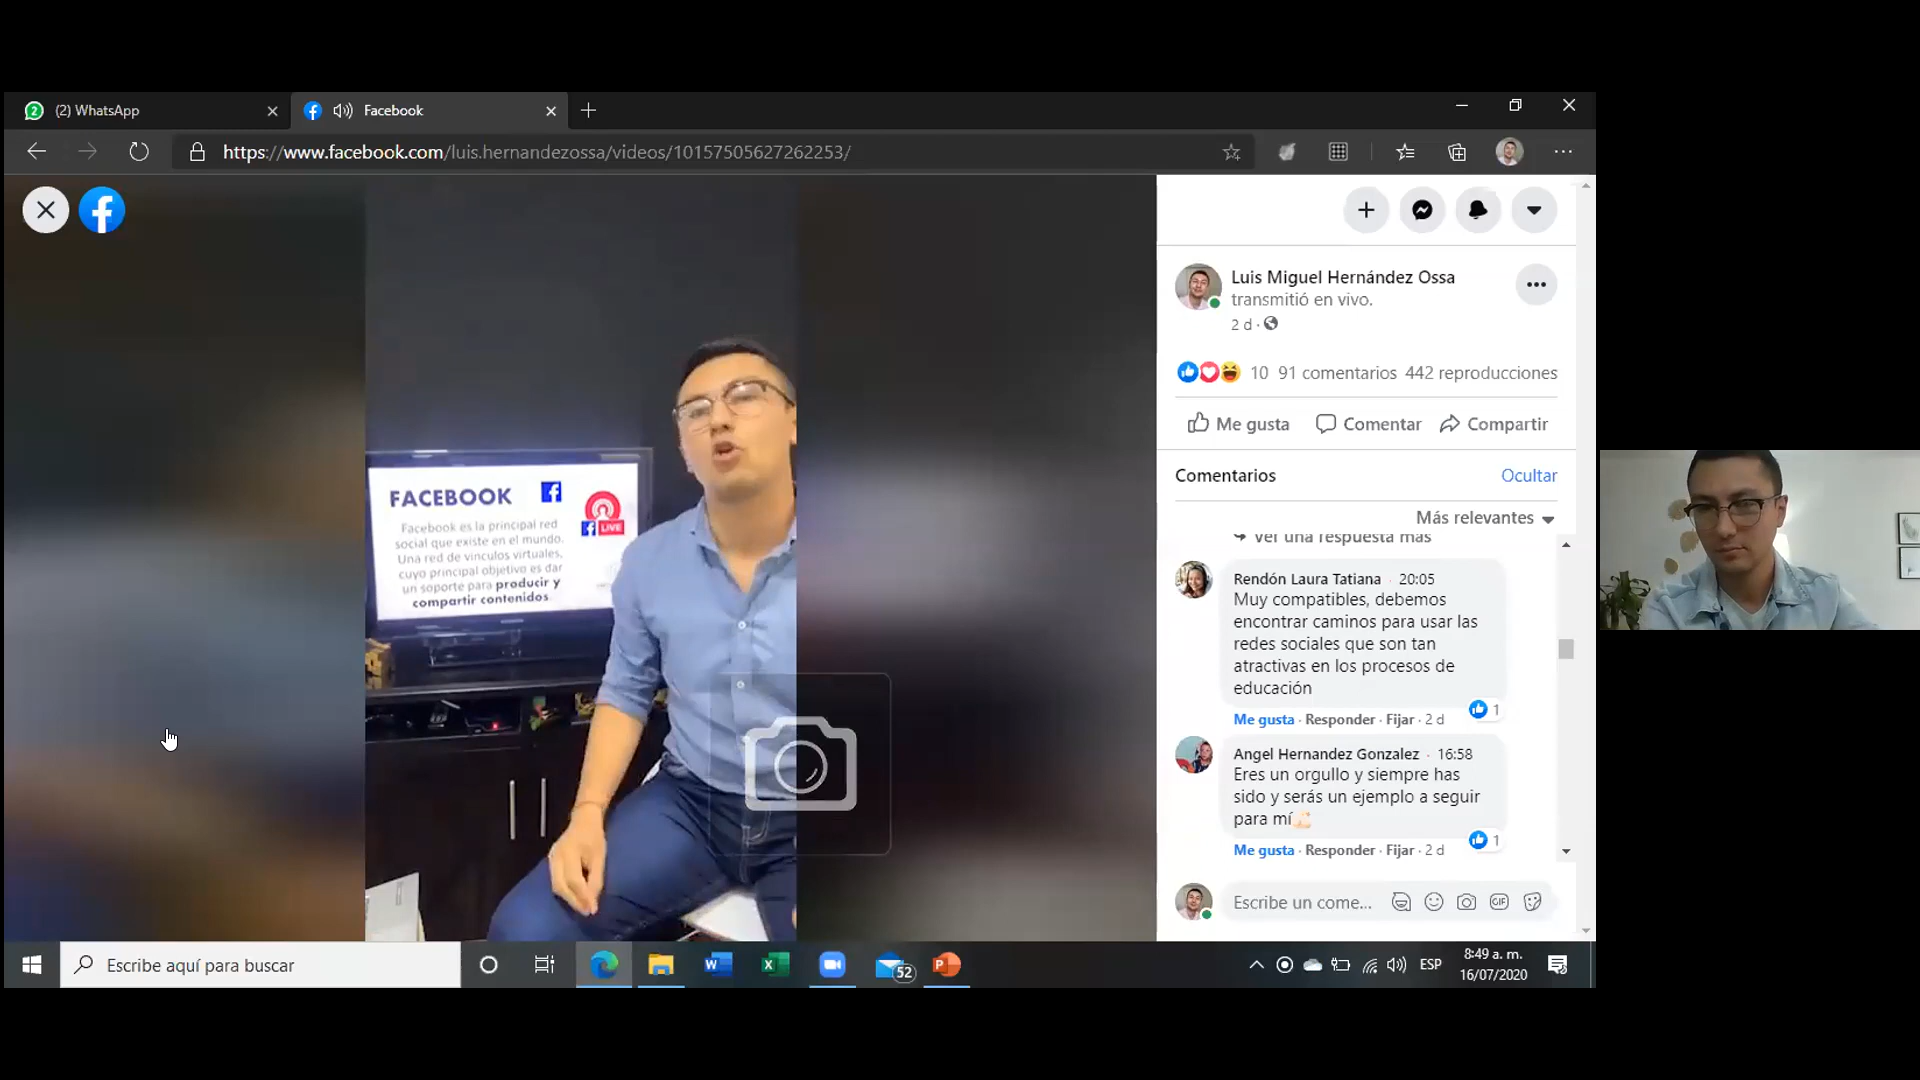 (2) WhatsApp
Facebook
https://www.facebook.com/luis.hernandezossa/videos/10157505627262253/
Luis Miguel Hernández Ossa
transmitió en vivo.
2 d
10 91 comentarios 442 reproducciones
Me gusta Comentar Compartir
Comentarios Ocultar
Más relevantes
Ver una respuesta más
Rendón Laura Tatiana · 20:05
Muy compatibles, debemos
encontrar caminos para usar las
redes sociales que son tan
atractivas en los procesos de
educación
1
Me gusta · Responder · Fijar · 2 d
Angel Hernandez Gonzalez · 16:58
Eres un orgullo y siempre has
sido y serás un ejemplo a seguir
para mí
1
Me gusta · Responder · Fijar · 2 d
Escribe un come...
GIF
FACEBOOK
LIVE
Facebook es la principal red
social que existe en el mundo.
Una red de vínculos virtuales,
cuyo principal objetivo es dar
un soporte para producir y
compartir contenidos.
Escribe aquí para buscar
52
ESP
8:49 a. m.
16/07/2020